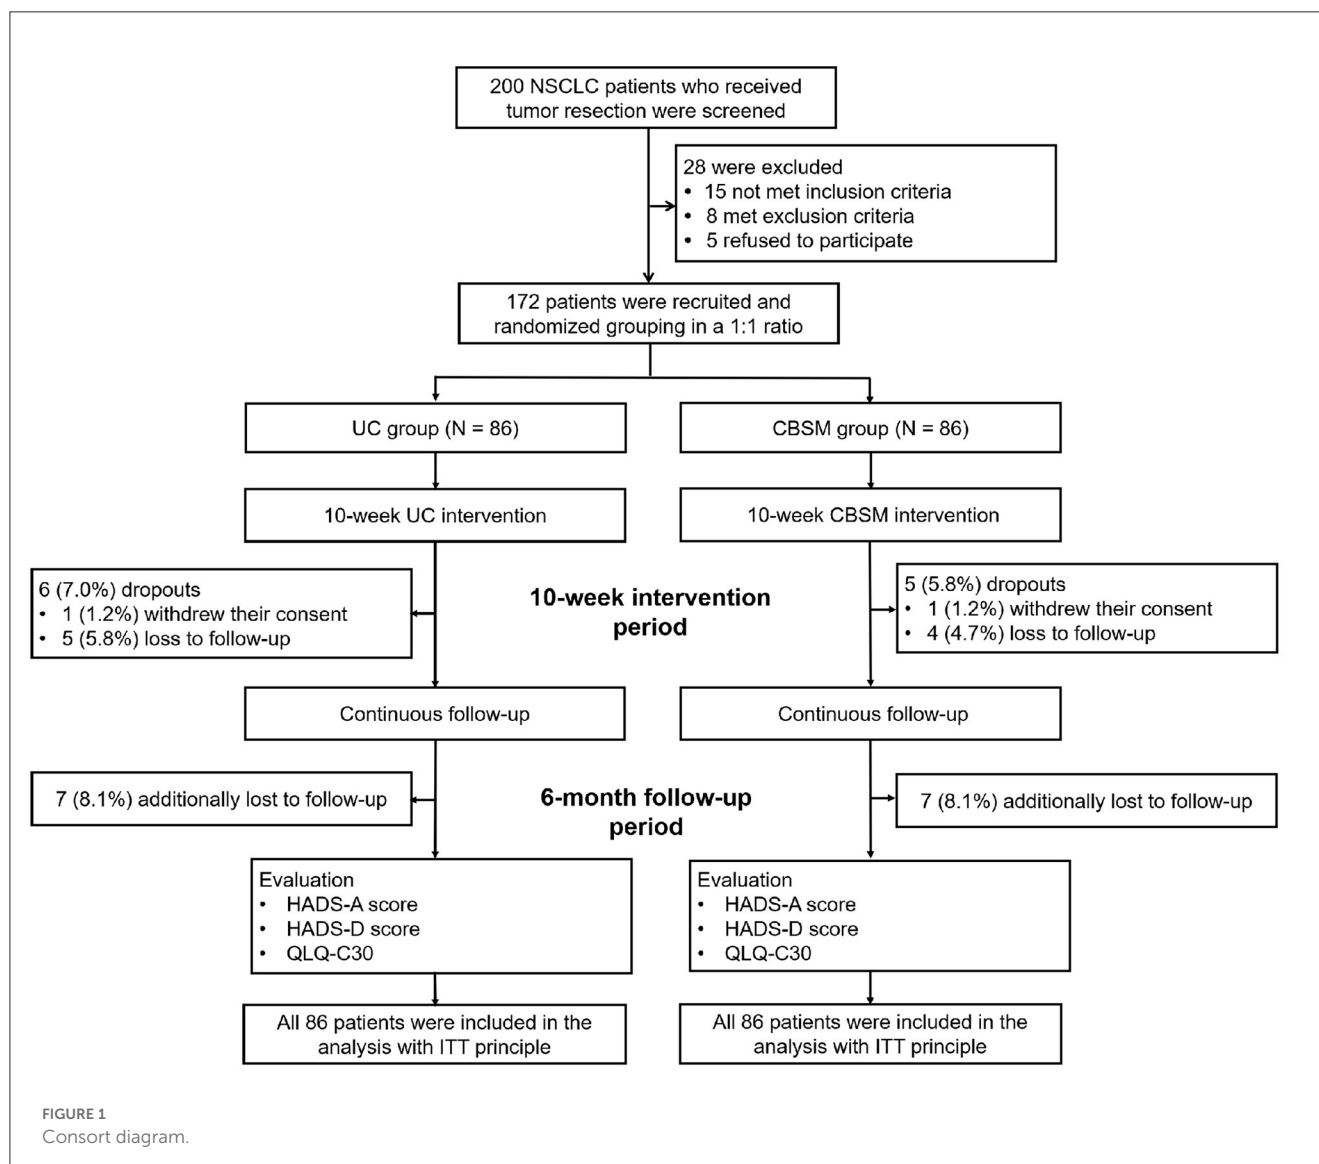 200 NSCLC patients who received
tumor resection were screened
28 were excluded
• 15 not met inclusion criteria
• 8 met exclusion criteria
• 5 refused to participate
172 patients were recruited and
randomized grouping in a 1:1 ratio
UC group (N = 86)
CBSM group (N = 86)
10-week UC intervention
10-week CBSM intervention
6 (7.0%) dropouts
• 1 (1.2%) withdrew their consent
• 5 (5.8%) loss to follow-up
10-week intervention
period
5 (5.8%) dropouts
• 1 (1.2%) withdrew their consent
• 4 (4.7%) loss to follow-up
Continuous follow-up
Continuous follow-up
7 (8.1%) additionally lost to follow-up
6-month follow-up
period
7 (8.1%) additionally lost to follow-up
Evaluation
• HADS-A score
• HADS-D score
• QLQ-C30
Evaluation
• HADS-A score
• HADS-D score
• QLQ-C30
All 86 patients were included in the
analysis with ITT principle
All 86 patients were included in the
analysis with ITT principle
FIGURE 1
Consort diagram.